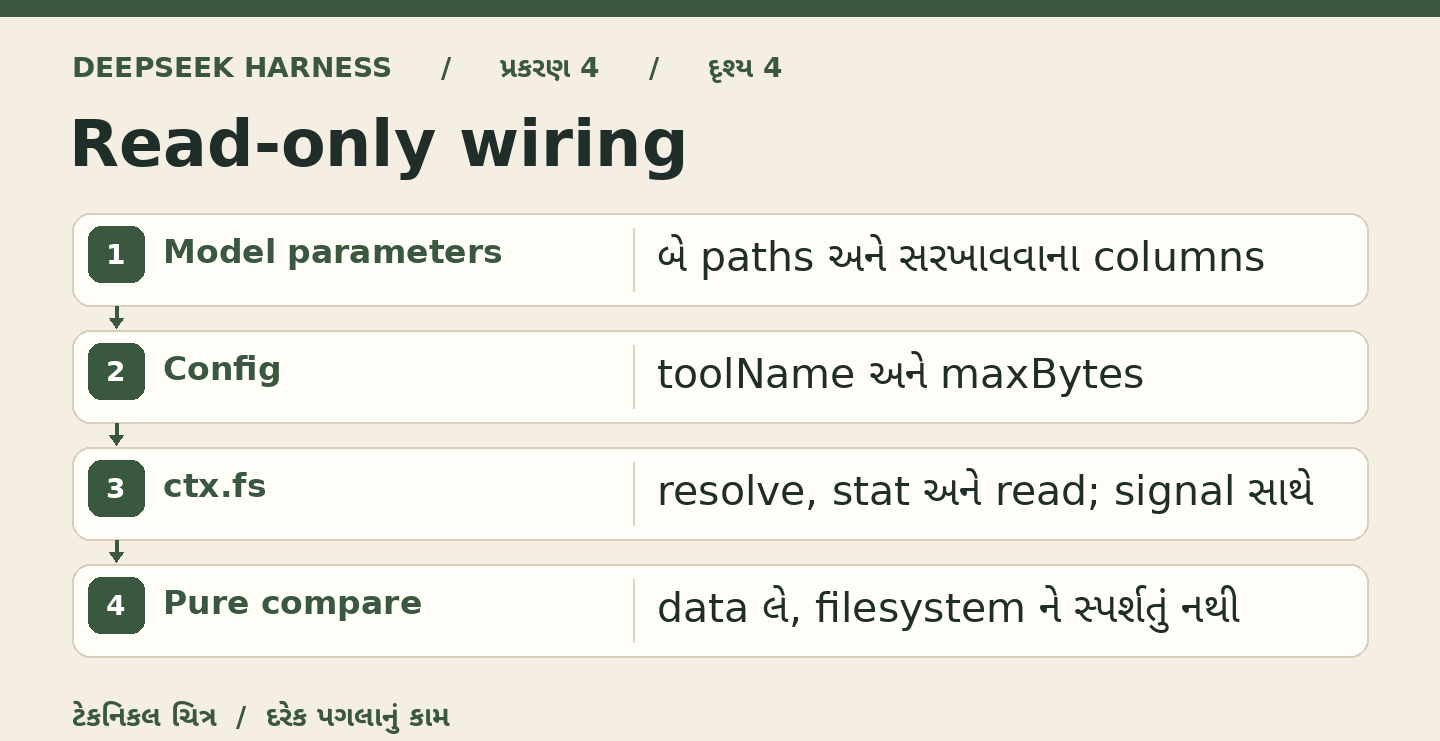 DEEPSEEK HARNESS / પ્રકરણ 4 / દૃશ્ય 4
Read-only wiring
1 Model parameters બે paths અને સરખાવવાના columns
2 Config toolName અને maxBytes
3 ctx.fs resolve, stat અને read; signal સાથે
4 Pure compare data લે, filesystem ને સ્પર્શતું નથી
ટેકનિકલ ચિત્ર / દરેક પગલાનું કામ